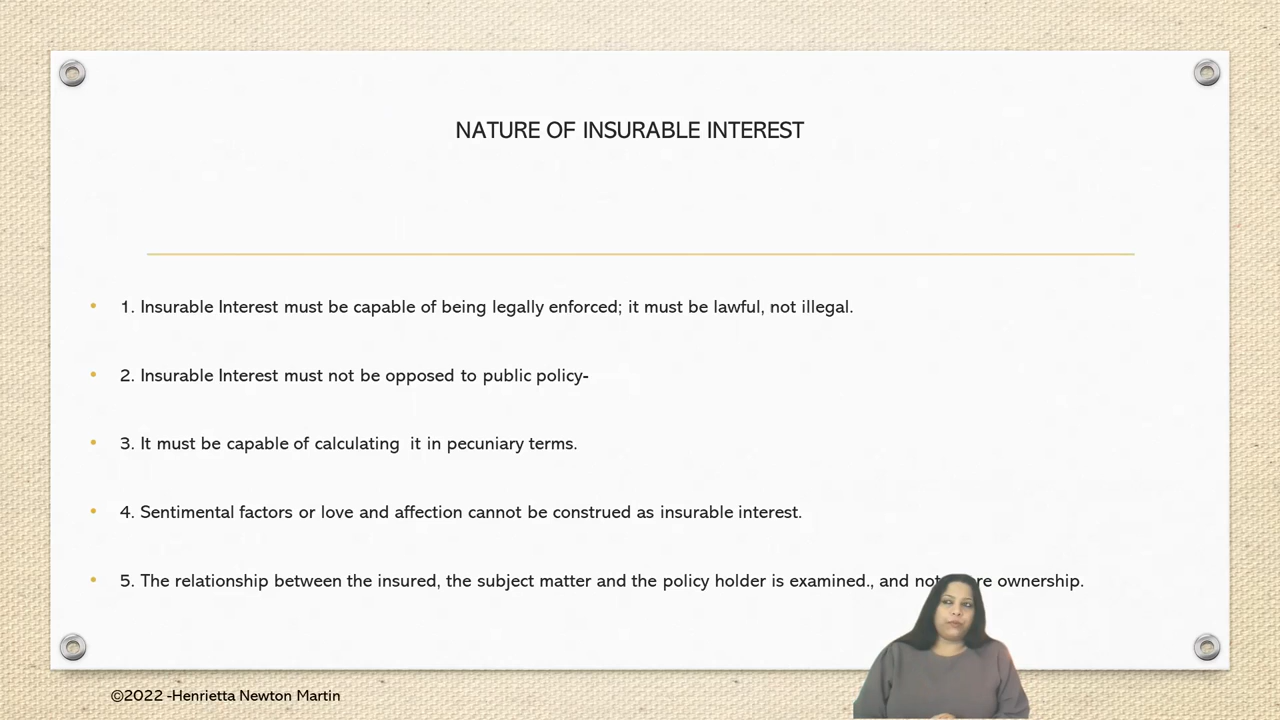 NATURE OF INSURABLE INTEREST
• 1. Insurable Interest must be capable of being legally enforced; it must be lawful, not illegal.
• 2. Insurable Interest must not be opposed to public policy-
• 3. It must be capable of calculating  it in pecuniary terms.
• 4. Sentimental factors or love and affection cannot be construed as insurable interest.
• 5. The relationship between the insured, the subject matter and the policy holder is examined., and not ownership.
©2022 -Henrietta Newton Martin